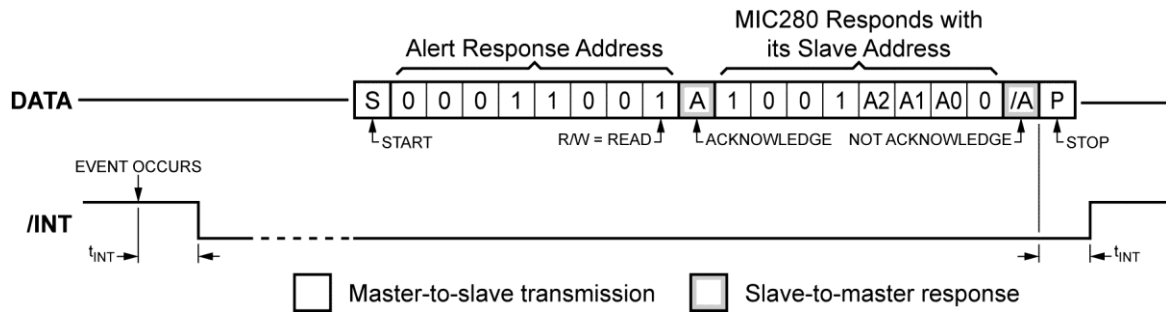 Alert Response Address
MIC280 Responds with
its Slave Address
DATA
S 0 0 0 1 1 0 0 1 A 1 0 0 1 A2 A1 A0 0 /A P
START
R/W = READ
ACKNOWLEDGE
NOT ACKNOWLEDGE
STOP
EVENT OCCURS
/INT
tINT
tINT
Master-to-slave transmission
Slave-to-master response